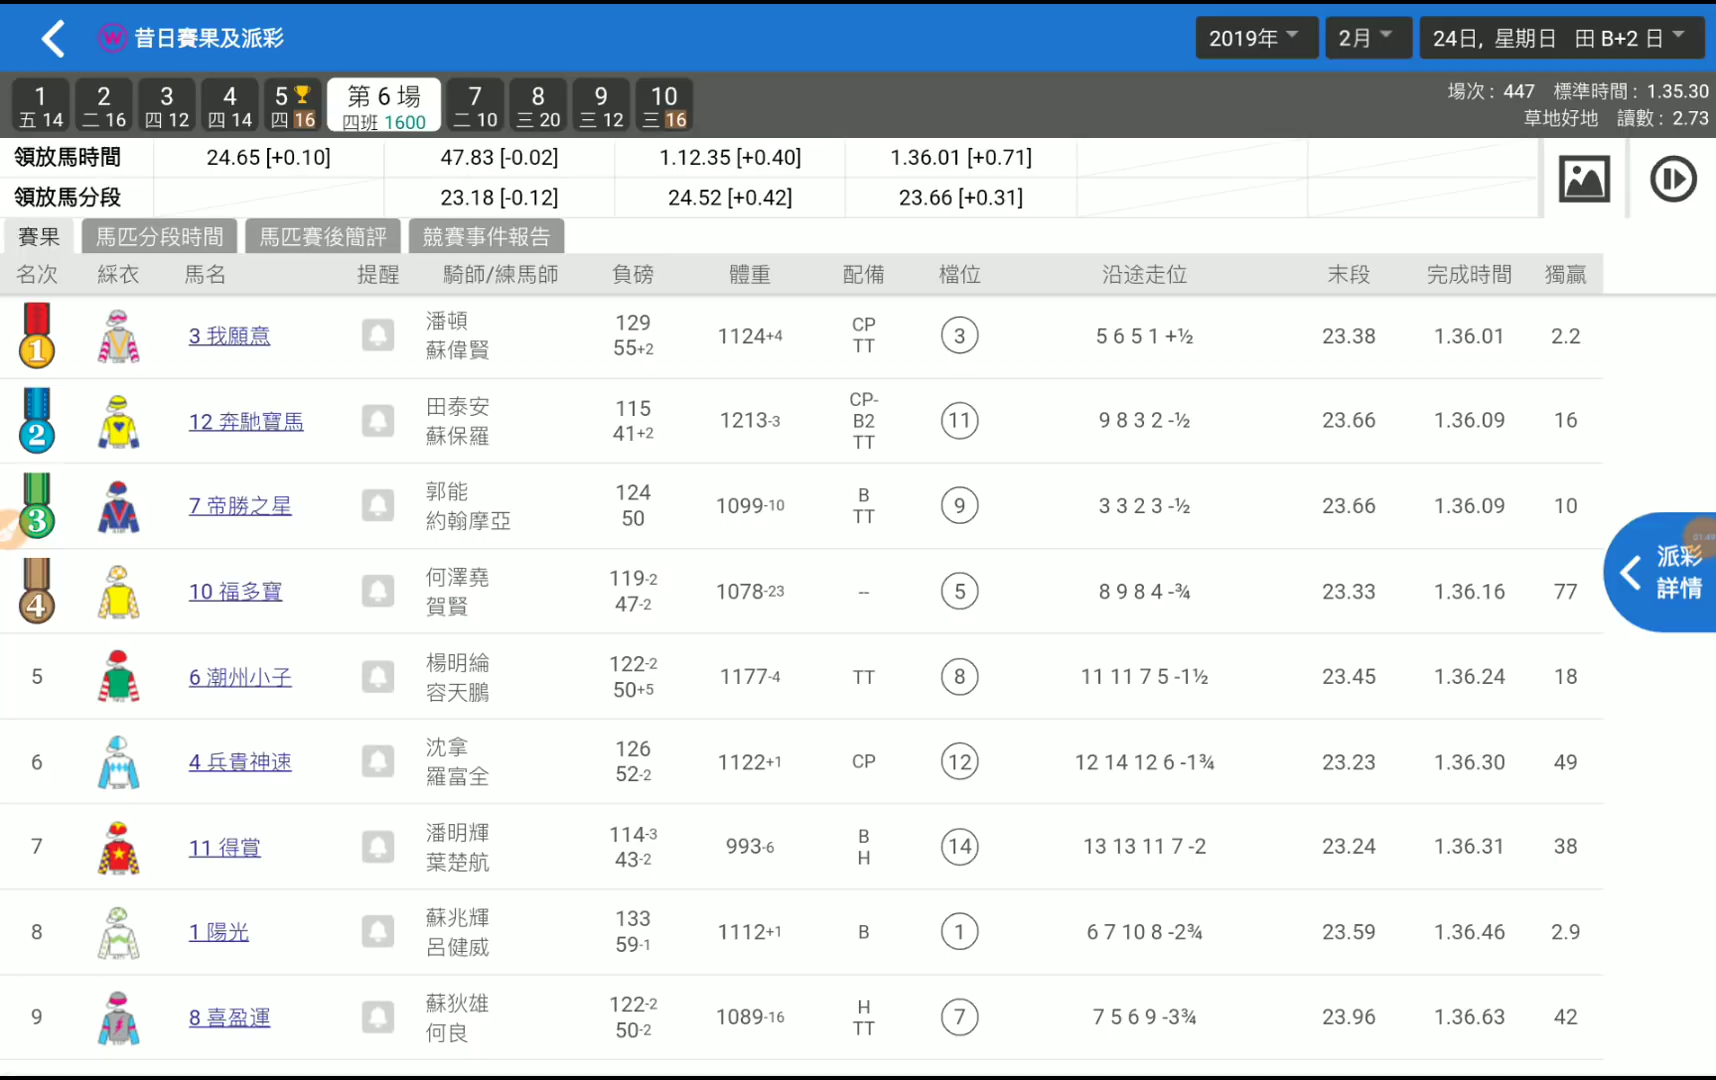 昔日賽果及派彩 2019年 2月 24日, 星期日 田 B+2 日
1 2 3 4 5 第 6 場 7 8 9 10
五 14 二 16 四 12 四 14 四 16 四班 1600 二 10 三 20 三 12 三 16
場次 : 447 標準時間 : 1.35.30
草地好地 讀數 : 2.73
領放馬時間 24.65 [+0.10] 47.83 [-0.02] 1.12.35 [+0.40] 1.36.01 [+0.71]
領放馬分段 23.18 [-0.12] 24.52 [+0.42] 23.66 [+0.31]
賽果 馬匹分段時間 馬匹賽後簡評 競賽事件報告
名次 綵衣 馬名 提醒 騎師/練馬師 負磅 體重 配備 檔位 沿途走位 末段 完成時間 獨贏
1 3 我願意 潘頓 蘇偉賢 129 55+2 1124+4 CP TT 3 5 6 5 1 +½ 23.38 1.36.01 2.2
2 12 奔馳寶馬 田泰安 蘇保羅 115 41+2 1213-3 CP- B2 TT 11 9 8 3 2 -½ 23.66 1.36.09 16
3 7 帝勝之星 郭能 約翰摩亞 124 50 1099-10 B TT 9 3 3 2 3 -½ 23.66 1.36.09 10
4 10 福多寶 何澤堯 賀賢 119-2 47-2 1078-23 -- 5 8 9 8 4 -¾ 23.33 1.36.16 77
5 6 潮州小子 楊明綸 容天鵬 122-2 50+5 1177-4 TT 8 11 11 7 5 -1½ 23.45 1.36.24 18
6 4 兵貴神速 沈拿 羅富全 126 52-2 1122+1 CP 12 12 14 12 6 -1¾ 23.23 1.36.30 49
7 11 得賞 潘明輝 葉楚航 114-3 43-2 993-6 B H 14 13 13 11 7 -2 23.24 1.36.31 38
8 1 陽光 蘇兆輝 呂健威 133 59-1 1112+1 B 1 6 7 10 8 -2¾ 23.59 1.36.46 2.9
9 8 喜盈運 蘇狄雄 何良 122-2 50-2 1089-16 H TT 7 7 5 6 9 -3¾ 23.96 1.36.63 42
派彩
詳情